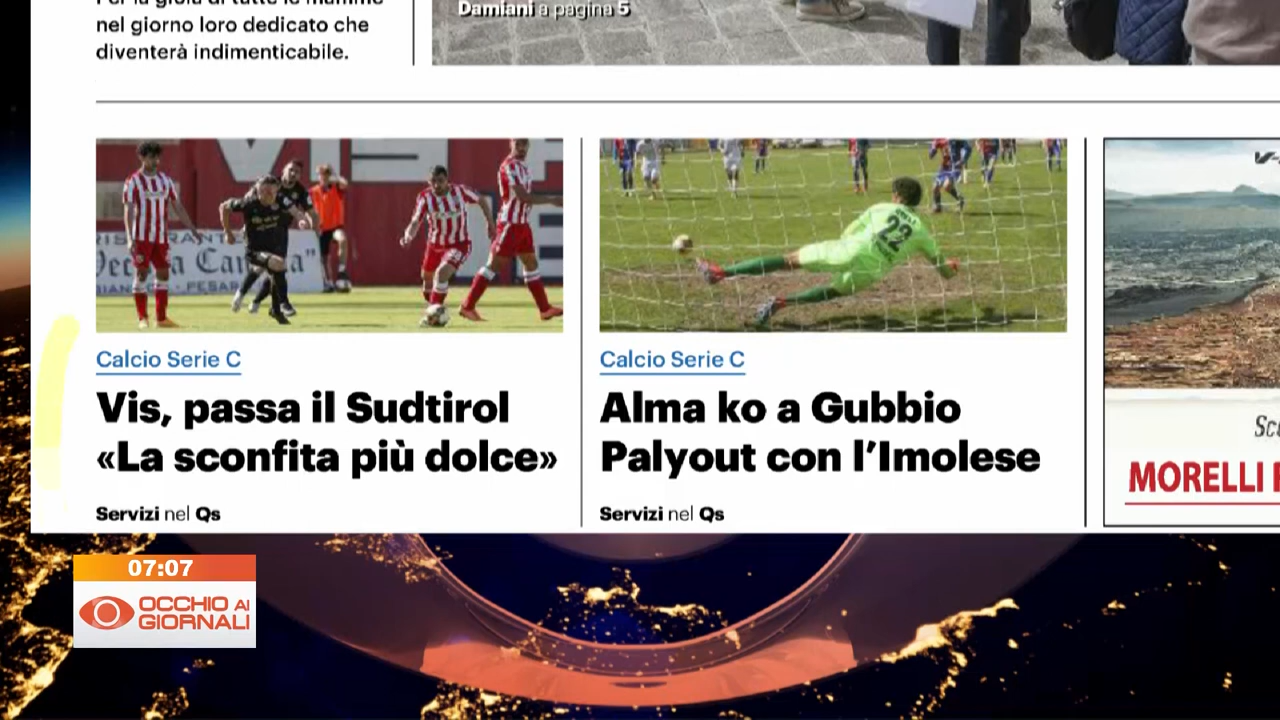 nel giorno loro dedicato che
diventerà indimenticabile.
Damiani a pagina 5
22
Calcio Serie C
Vis, passa il Sudtirol
«La sconfita più dolce»
Servizi nel Qs
Calcio Serie C
Alma ko a Gubbio
Palyout con l'Imolese
Servizi nel Qs
MORELLI
07:07
OCCHIO AI
GIORNALI